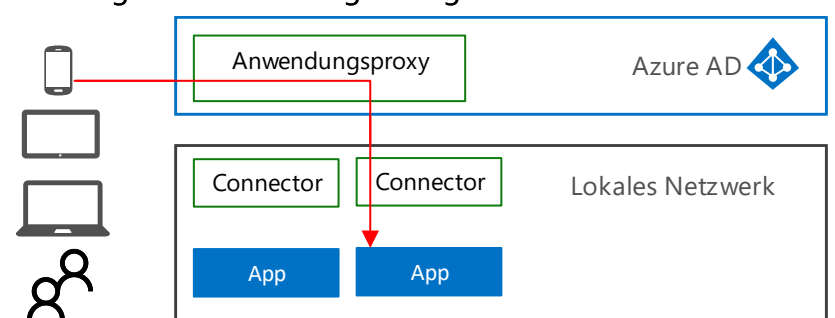 Anwendungsproxy
Azure AD
Connector
Connector
Lokales Netzwerk
App
App